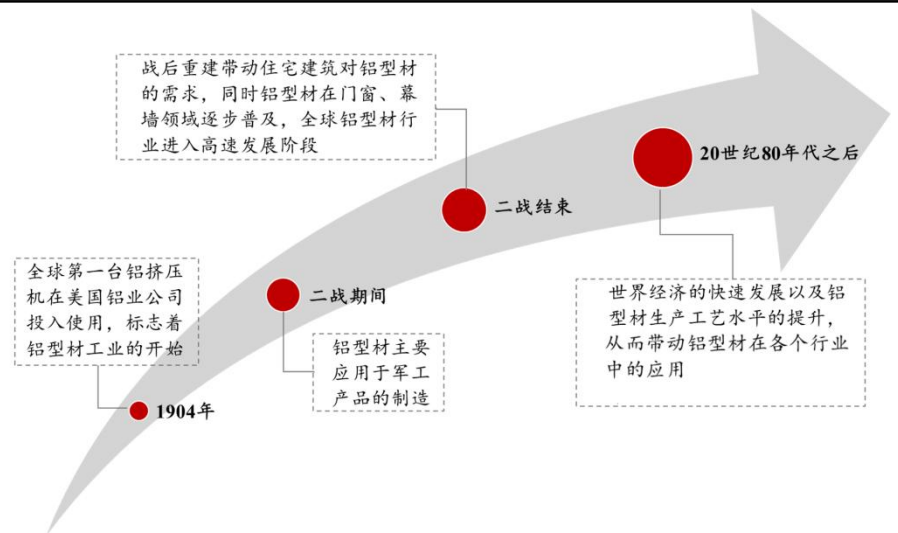 全球第一台铝挤压
机在美国铝业公司
投入使用，标志着
铝型材工业的开始
1904年
二战期间
铝型材主要
应用于军工
产品的制造
战后重建带动住宅建筑对铝型材
的需求，同时铝型材在门窗、幕
墙领域逐步普及，全球铝型材行
业进入高速发展阶段
二战结束
20世纪80年代之后
世界经济的快速发展以及铝
型材生产工艺水平的提升，
从而带动铝型材在各个行业
中的应用